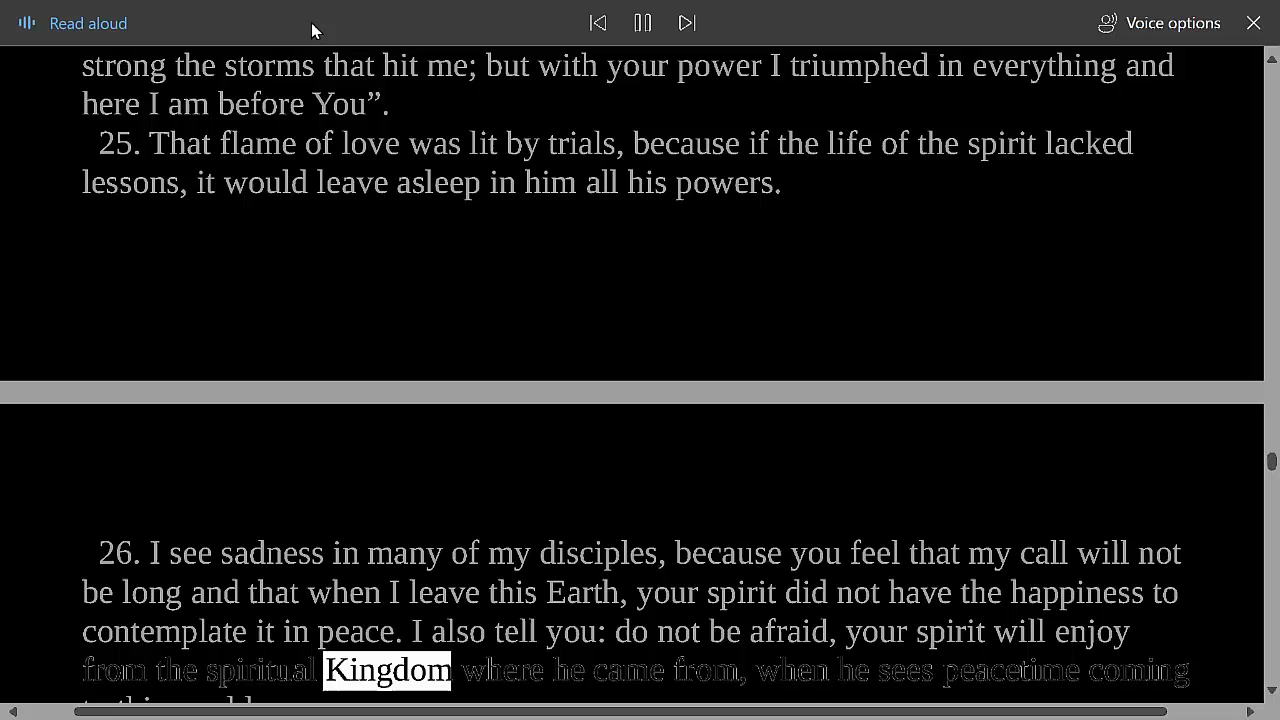 Read aloud
Voice options
strong the storms that hit me; but with your power I triumphed in everything and
here I am before You”.
25. That flame of love was lit by trials, because if the life of the spirit lacked
lessons, it would leave asleep in him all his powers.
26. I see sadness in many of my disciples, because you feel that my call will not
be long and that when I leave this Earth, your spirit did not have the happiness to
contemplate it in peace. I also tell you: do not be afraid, your spirit will enjoy
from the spiritual Kingdom where he came from, when he sees peacetime coming